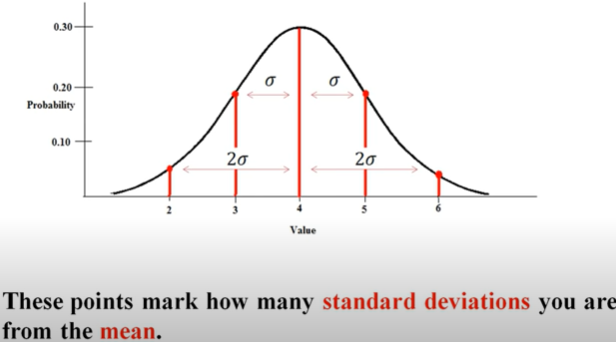 0.30
σ σ
0.20
Probability
0.10
2σ 2σ
2 3 4 5 6
Value
These points mark how many standard deviations you are
from the mean.